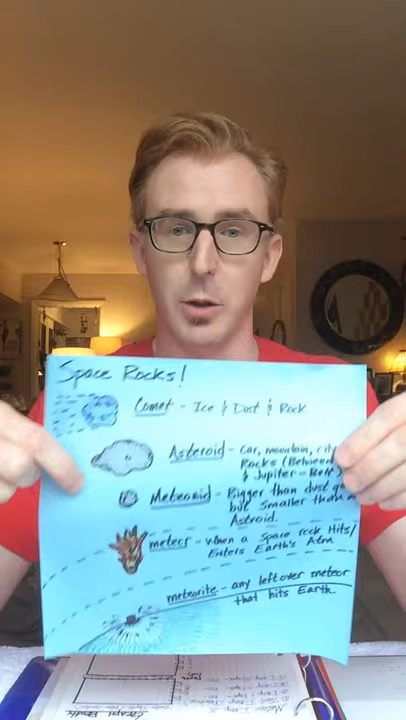 Space Rocks!
Comet - Ice & Dust & Rock
Asteroid - car, mountain, city
Rocks (Between
& Jupiter - Belt)
Meteoroid - Bigger than dust
but smaller than
Astroid.
meteor - when a space rock Hits/
Enters Earth's Atm
meteorite - any leftover meteor
that hits Earth